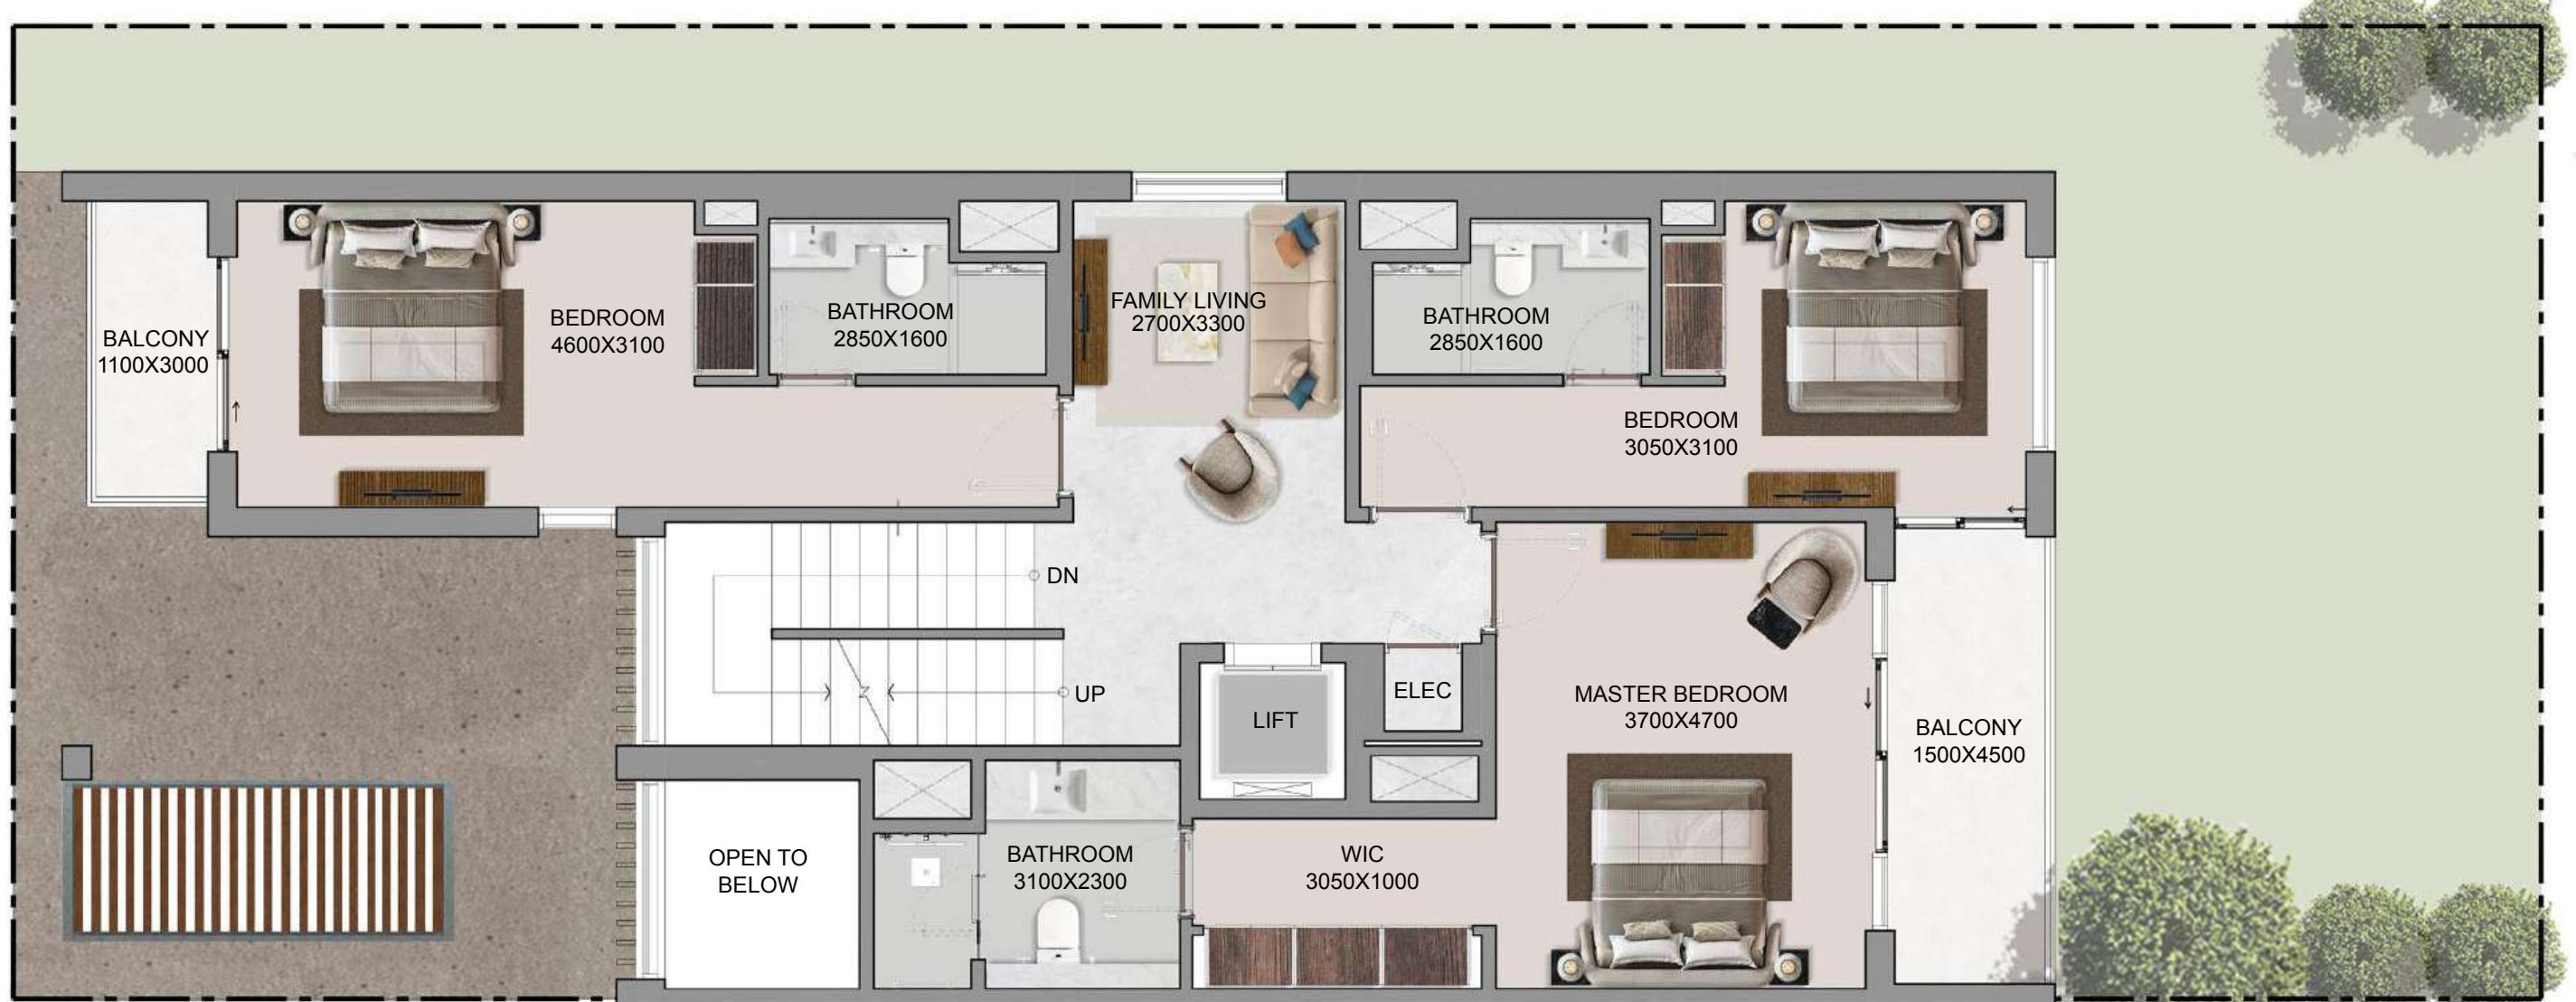 BALCONY
1100X3000
BEDROOM
4600X3100
BATHROOM
2850X1600
FAMILY LIVING
2700X3300
BATHROOM
2850X1600
BEDROOM
3050X3100
DN
UP
LIFT
ELEC
MASTER BEDROOM
3700X4700
BALCONY
1500X4500
OPEN TO
BELOW
BATHROOM
3100X2300
WIC
3050X1000